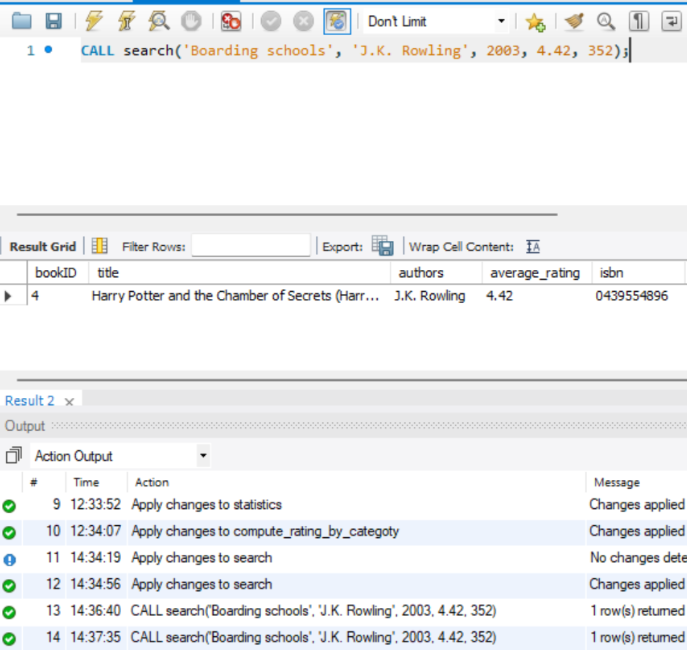 Don't Limit
1 CALL search('Boarding schools', 'J.K. Rowling', 2003, 4.42, 352);
Result Grid Filter Rows: Export: Wrap Cell Content: IA
bookID title authors average_rating isbn
4 Harry Potter and the Chamber of Secrets (Harr... J.K. Rowling 4.42 0439554896
Result 2 x
Output
Action Output
# Time Action Message
9 12:33:52 Apply changes to statistics Changes applied
10 12:34:07 Apply changes to compute_rating_by_categoty Changes applied
11 14:34:19 Apply changes to search No changes dete
12 14:34:56 Apply changes to search Changes applied
13 14:36:40 CALL search('Boarding schools', 'J.K. Rowling', 2003, 4.42, 352) 1 row(s) returned
14 14:37:35 CALL search('Boarding schools', 'J.K. Rowling', 2003, 4.42, 352) 1 row(s) returned